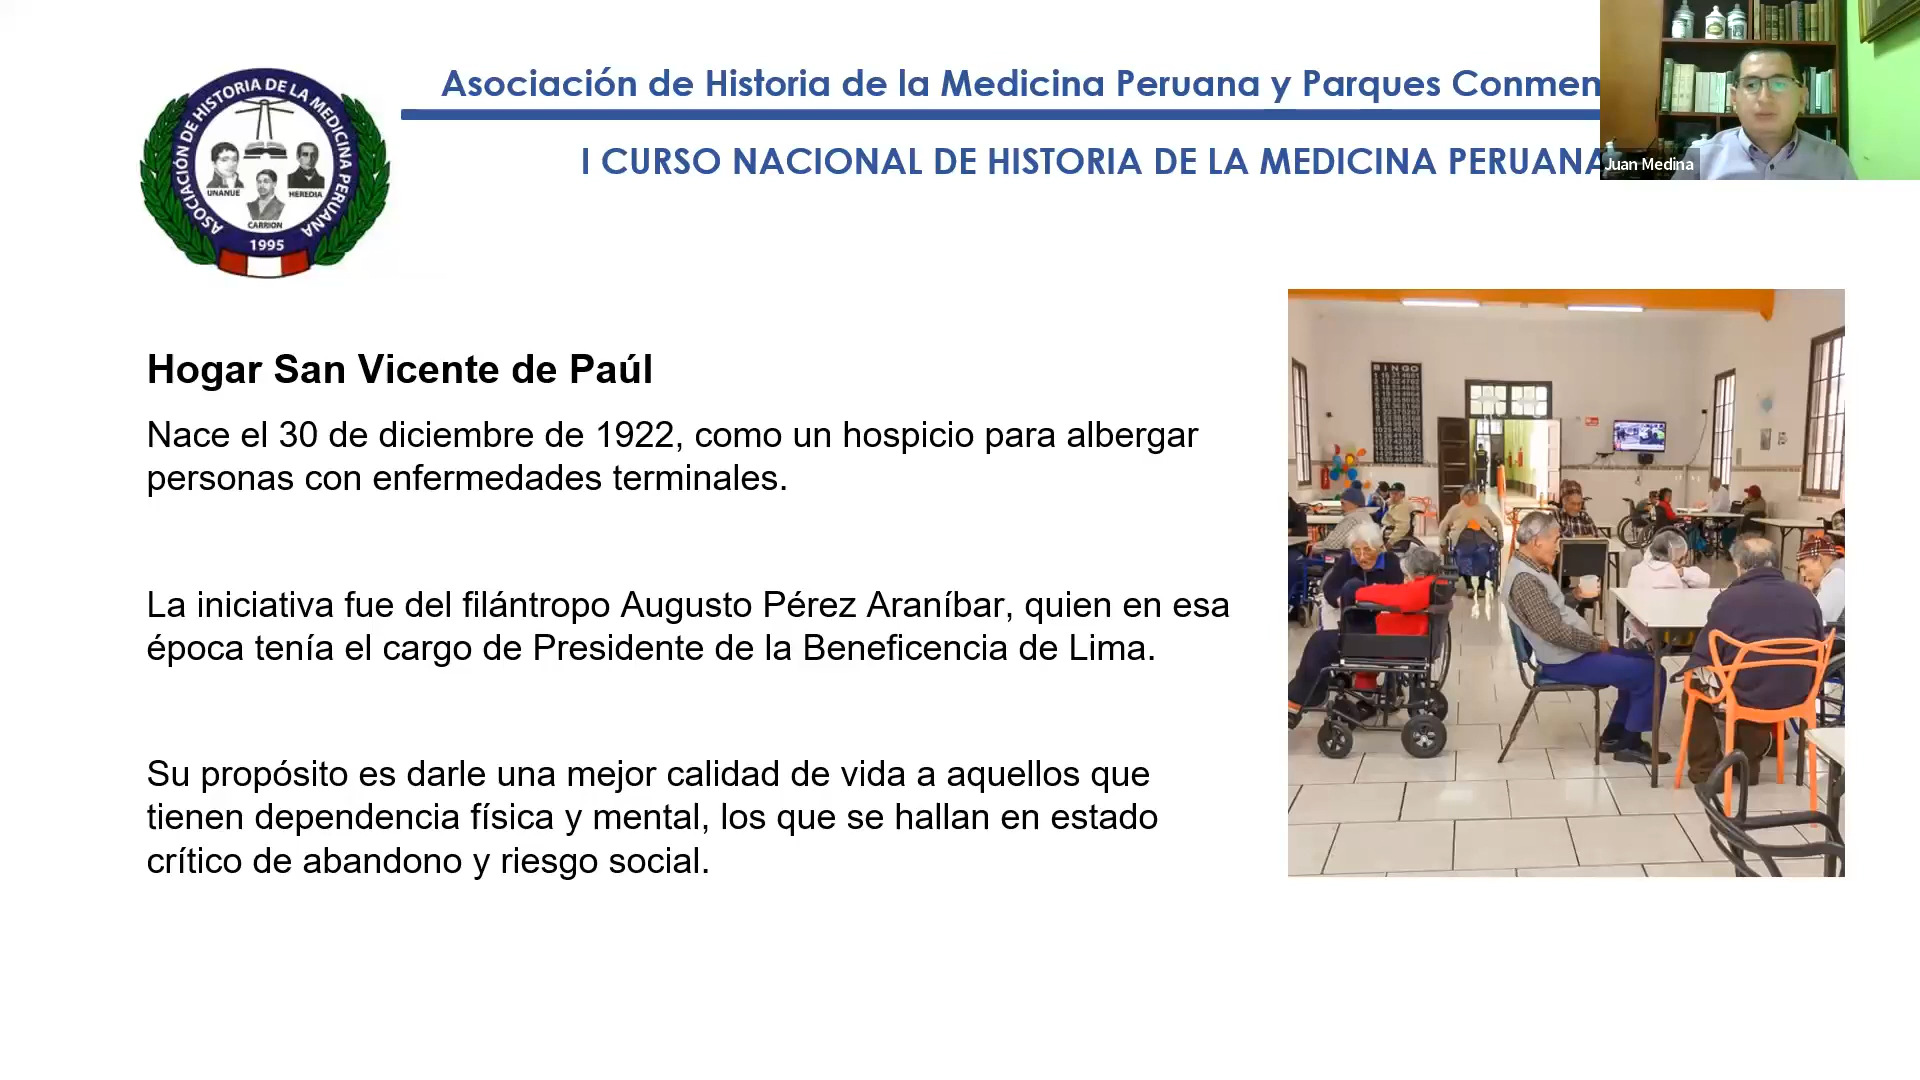 Asociación de Historia de la Medicina Peruana y Parques Conmen
I CURSO NACIONAL DE HISTORIA DE LA MEDICINA PERUANA
Juan Medina
ASOCIACIÓN DE HISTORIA DE LA MEDICINA PERUANA
UNANUE
HEREDIA
CARRION
1995
Hogar San Vicente de Paúl
Nace el 30 de diciembre de 1922, como un hospicio para albergar
personas con enfermedades terminales.
La iniciativa fue del filántropo Augusto Pérez Araníbar, quien en esa
época tenía el cargo de Presidente de la Beneficencia de Lima.
Su propósito es darle una mejor calidad de vida a aquellos que
tienen dependencia física y mental, los que se hallan en estado
crítico de abandono y riesgo social.
BINGO